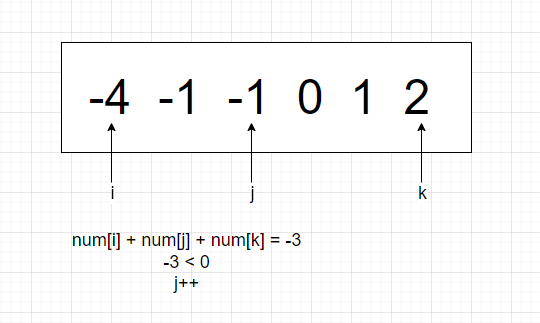 -4 -1 -1 0 1 2
i j k
num[i] + num[j] + num[k] = -3
-3 < 0
j++